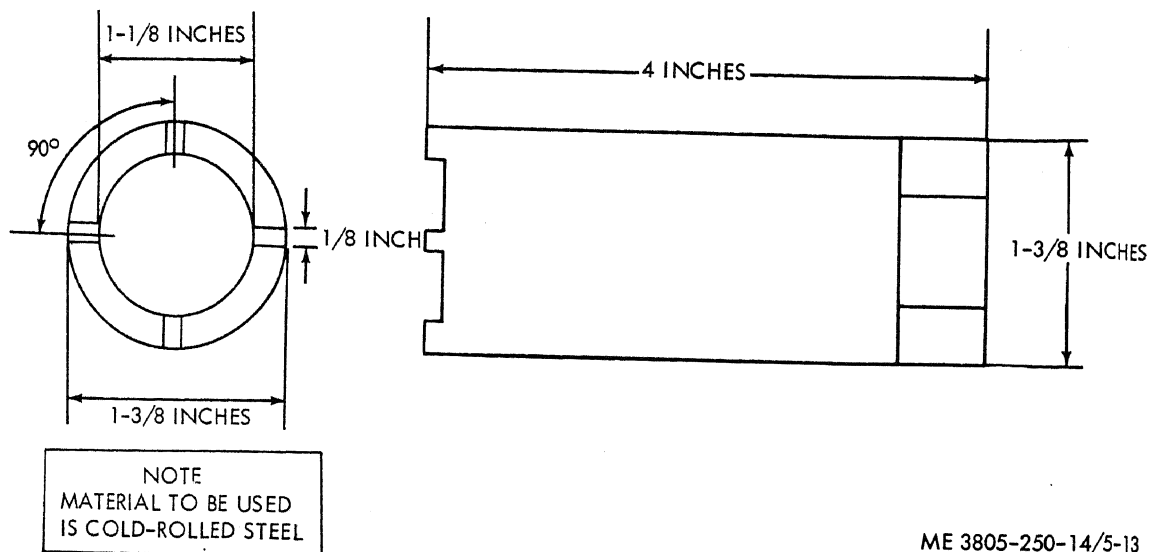 1-1/8 INCHES
4 INCHES
90°
1/8 INCH
1-3/8 INCHES
1-3/8 INCHES
NOTE
MATERIAL TO BE USED
IS COLD-ROLLED STEEL
ME 3805-250-14/5-13